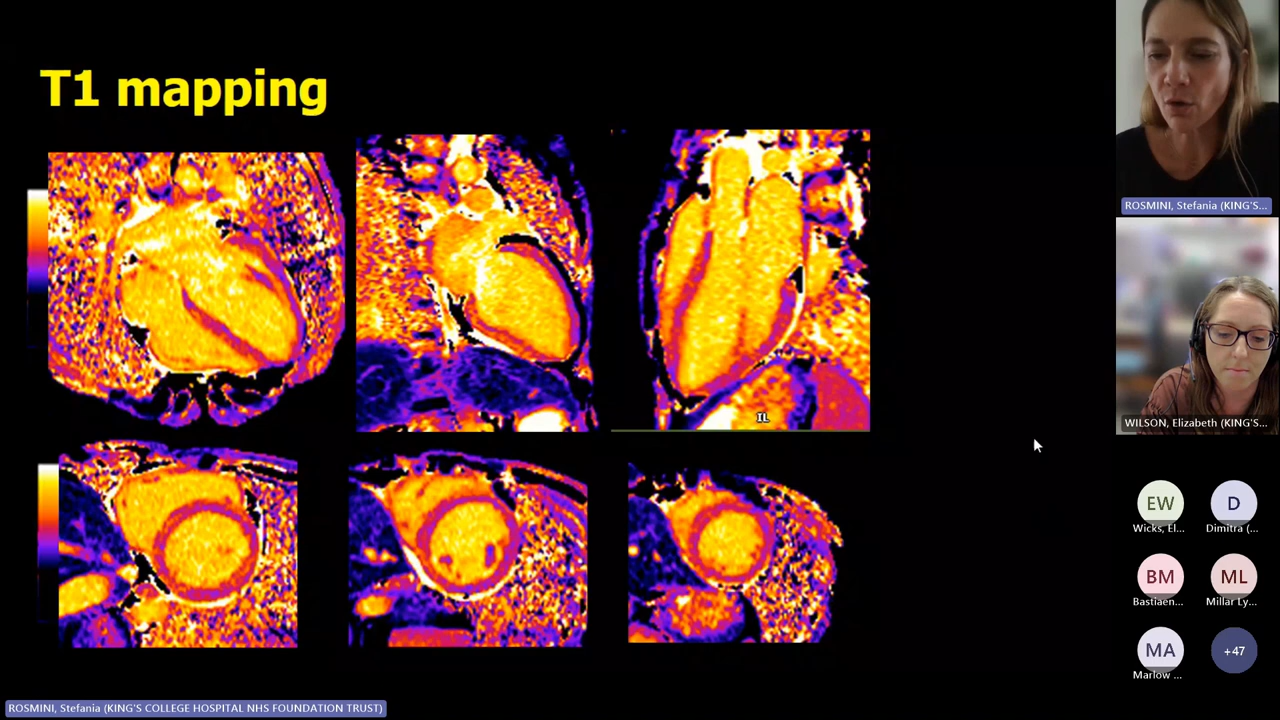 T1 mapping
IL
ROSMINI, Stefania (KING'S...
WILSON, Elizabeth (KING'S...
EW
D
Wicks, El...
Dimitra (...
BM
ML
Bastiaen...
Millar Ly...
MA
+47
Marlow ...
ROSMINI, Stefania (KING'S COLLEGE HOSPITAL NHS FOUNDATION TRUST)